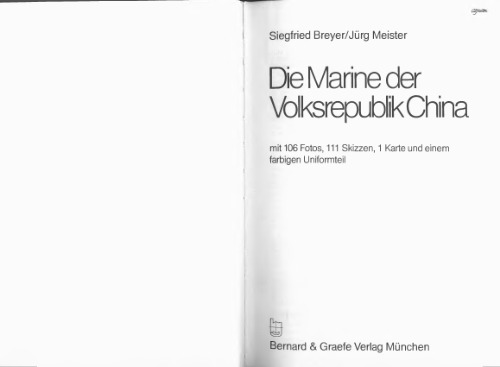 Siegfried Breyer/Jürg Meister
Die Marine der
Volksrepublik China
mit 106 Fotos, 111 Skizzen, 1 Karte und einem
farbigen Uniformteil
Bernard & Graefe Verlag München